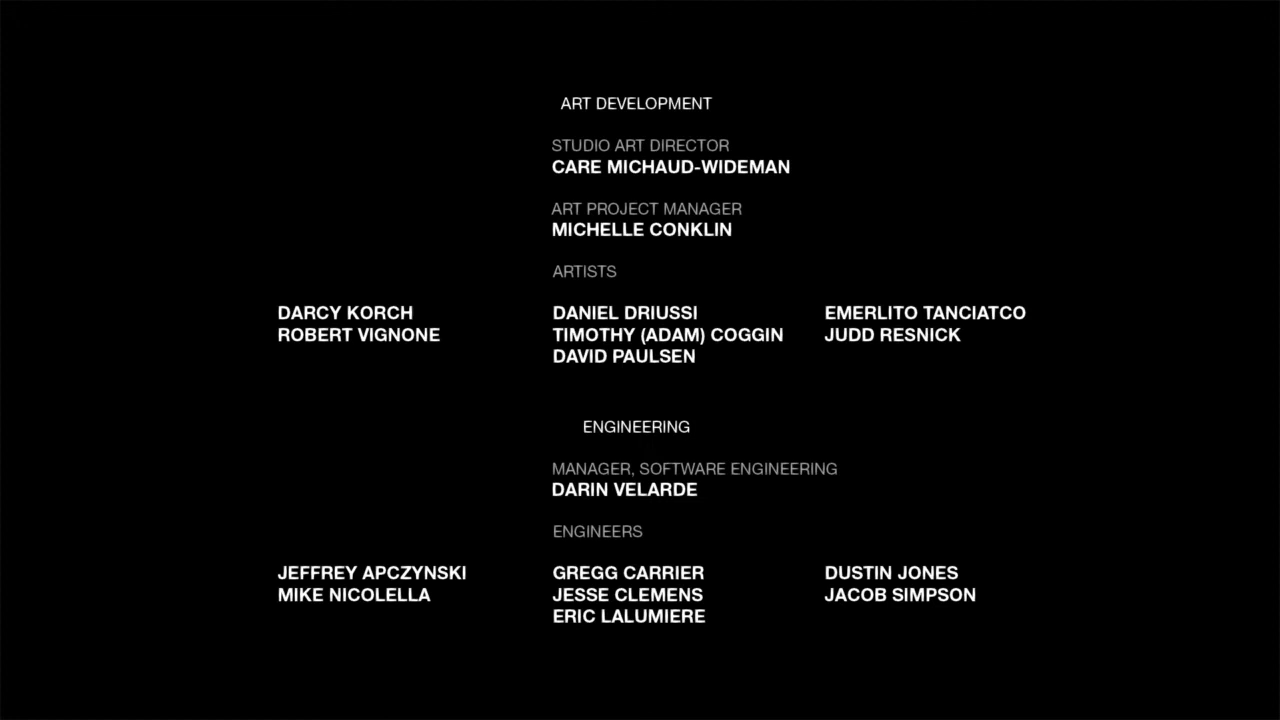 ART DEVELOPMENT
STUDIO ART DIRECTOR
CARE MICHAUD-WIDEMAN
ART PROJECT MANAGER
MICHELLE CONKLIN
ARTISTS
DARCY KORCH DANIEL DRIUSSI EMERLITO TANCIATCO
ROBERT VIGNONE TIMOTHY (ADAM) COGGIN JUDD RESNICK
DAVID PAULSEN
ENGINEERING
MANAGER, SOFTWARE ENGINEERING
DARIN VELARDE
ENGINEERS
JEFFREY APCZYNSKI GREGG CARRIER DUSTIN JONES
MIKE NICOLELLA JESSE CLEMENS JACOB SIMPSON
ERIC LALUMIERE